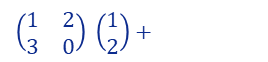 (1 2
3 0) (1
2) +